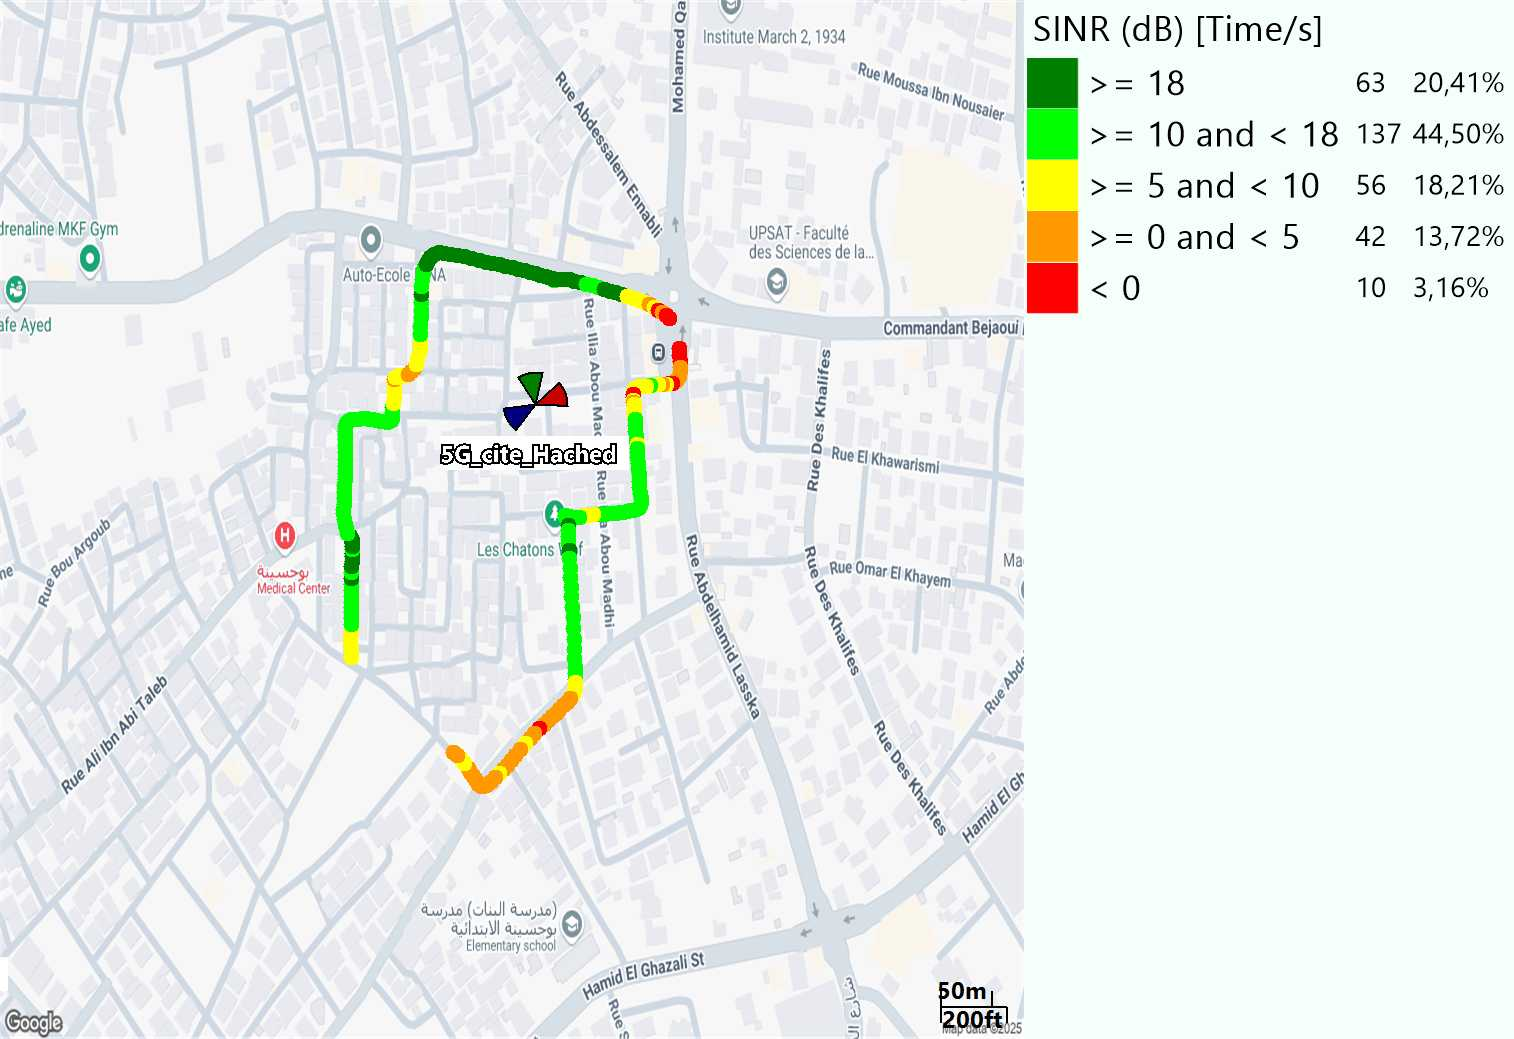 SINR (dB) [Time/s]
>= 18 63 20,41%
>= 10 and < 18 137 44,50%
>= 5 and < 10 56 18,21%
>= 0 and < 5 42 13,72%
< 0 10 3,16%
Institute March 2, 1934
Mohamed Qa
Rue Moussa Ibn Nousaier
Rue Abdessalem Ennabli
drenaline MKF Gym
UPSAT - Faculté
des Sciences de la...
Auto-Ecole
NA
afe Ayed
Commandant Bejaoui
Rue Ilia Abou Mad
Rue Des Khalifes
5G_cite_Hached
Rue El Khawarismi
Rue Bou Argoub
Les Chatons
Abou Madhi
Rue Abdelhamid Lasska
Rue Omar El Khayem
Ma
بوحسينة
Medical Center
Rue Des Khalifes
Rue Abd
Rue Ali Ibn Abi Taleb
Rue Des Khalifes
Hamid El Gh
(مدرسة البنات) مدرسة
بوحسينة الابتدائية
Elementary school
Hamid El Ghazali St
Rue S
شارع ال
50m
200ft
Google
Map data ©2025